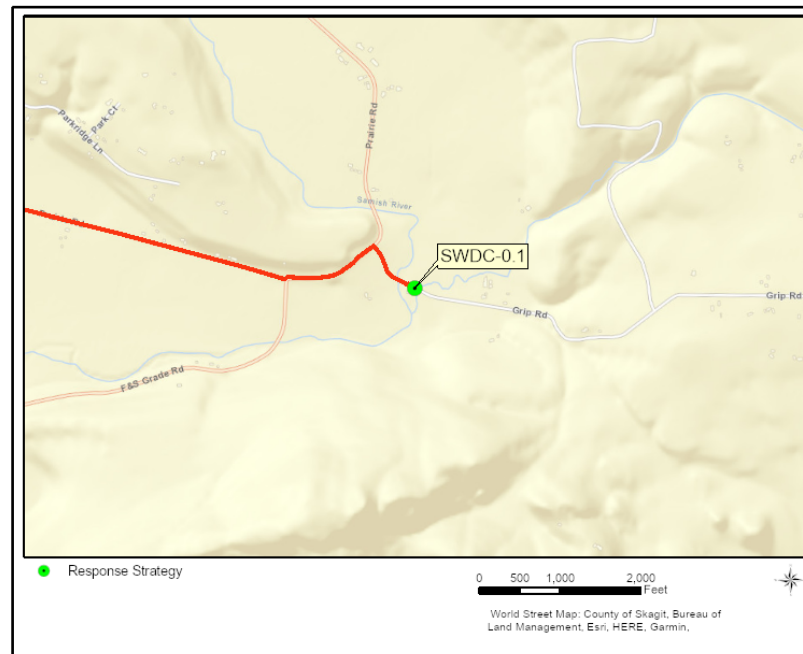 Park Ct
Parkridge Ln
Prairie Rd
Samish River
SWDC-0.1
Grip Rd
Grip Rd
F&S Grade Rd
Response Strategy
0 500 1,000 2,000
Feet
World Street Map: County of Skagit, Bureau of
Land Management, Esri, HERE, Garmin,